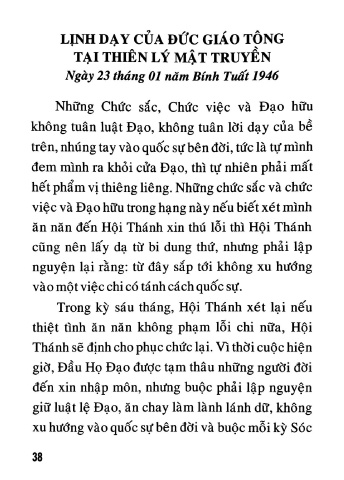 LỊNH DẠY CỦA ĐỨC GIÁO TÔNG
TẠI THIÊN LÝ MẬT TRUYỀN
Ngày 23 tháng 01 năm Bính Tuất 1946
Những Chức sắc, Chức việc và Đạo hữu
không tuân luật Đạo, không tuân lời dạy của bề
trên, nhúng tay vào quốc sự bên đời, tức là tự mình
đem mình ra khỏi cửa Đạo, thì tự nhiên phải mất
hết phẩm vị thiêng liêng. Những chức sắc và chức
việc và Đạo hữu trong hạng này nếu biết xét mình
ăn năn đến Hội Thánh xin thú lỗi thì Hội Thánh
cũng nên lấy dạ từ bi dung thứ, nhưng phải lập
nguyện lại rằng: từ đây sắp tới không xu hướng
vào một việc chi có tánh cách quốc sự.
Trong kỳ sáu tháng, Hội Thánh xét lại nếu
thiệt tình ăn năn không phạm lỗi chi nữa, Hội
Thánh sẽ định cho phục chức lại. Vì thời cuộc hiện
giờ, Đầu Họ Đạo được tạm thâu những người đời
đến xin nhập môn, nhưng buộc phải lập nguyện
giữ luật lệ Đạo, ăn chay làm lành lánh dữ, không
xu hướng vào quốc sự bên đời và buộc mỗi kỳ Sóc
38